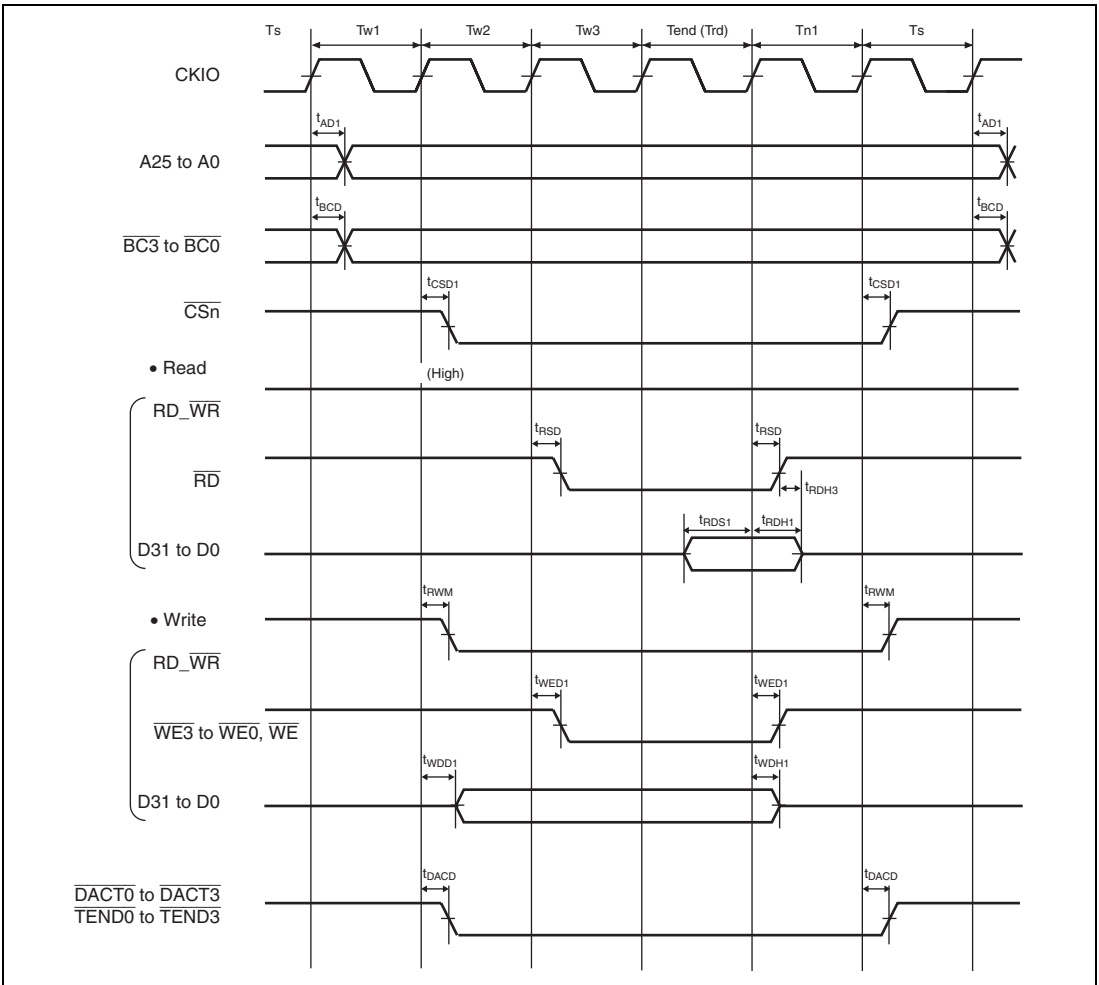 Ts Tw1 Tw2 Tw3 Tend (Trd) Tn1 Ts
CKIO
tAD1 tAD1
A25 to A0
tBCD tBCD
BC3 to BC0
tCSD1 tCSD1
CSn
• Read
(High)
RD_WR
tRSD tRSD
RD
tRDH3
tRDS1 tRDH1
D31 to D0
tRWM tRWM
• Write
RD_WR
tWED1 tWED1
WE3 to WE0, WE
tWDD1 tWDH1
D31 to D0
tDACD tDACD
DACT0 to DACT3
TEND0 to TEND3